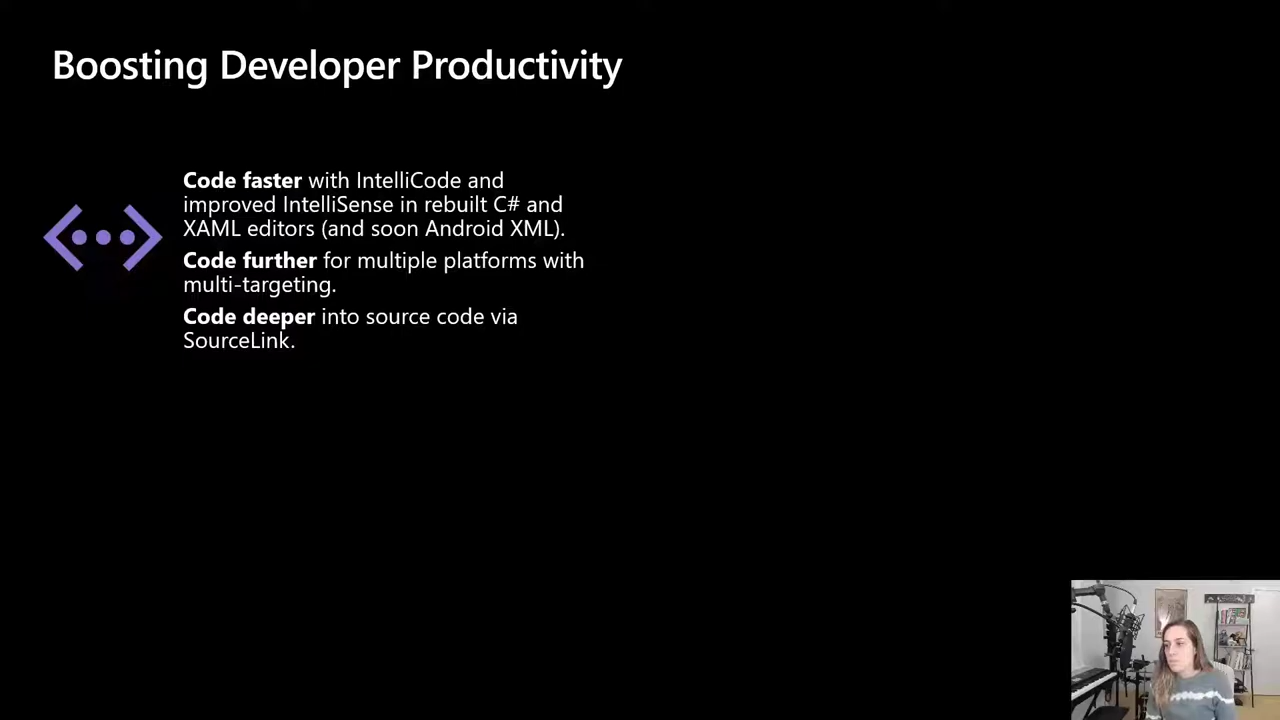 Boosting Developer Productivity
Code faster with IntelliCode and
improved IntelliSense in rebuilt C# and
XAML editors (and soon Android XML).
Code further for multiple platforms with
multi-targeting.
Code deeper into source code via
SourceLink.